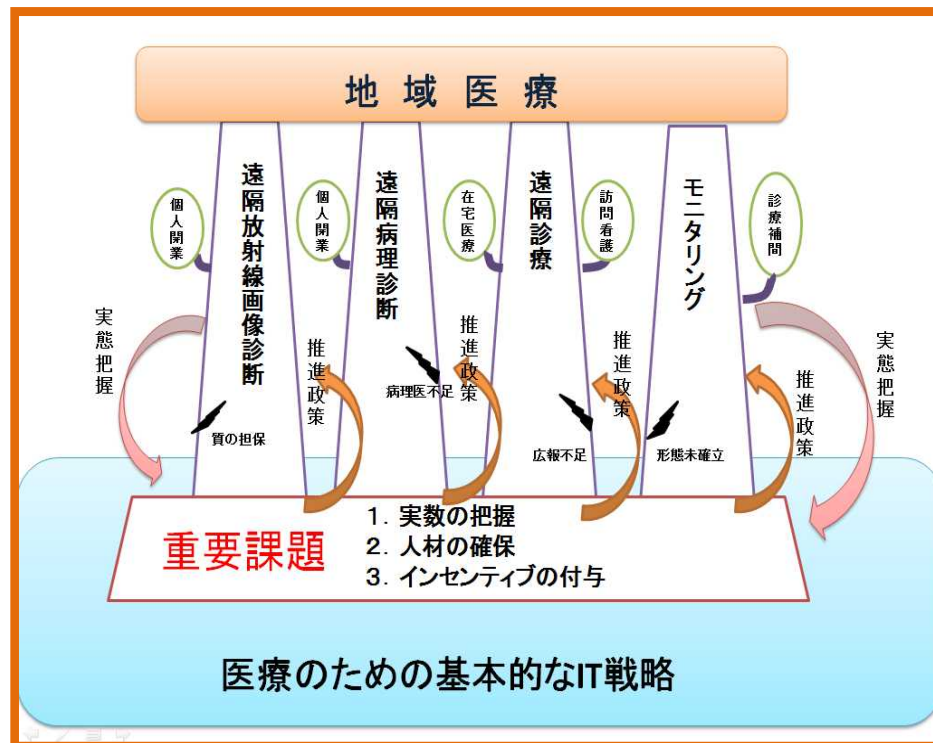 地域医療
遠隔放射線画像診断
遠隔病理診断
遠隔診療
モニタリング
個人開業
個人開業
在宅医療
訪問看護
診療補間
実態把握
推進政策
推進政策
推進政策
推進政策
実態把握
質の担保
病理医不足
広報不足
形態未確立
重要課題
1. 実数の把握
2. 人材の確保
3. インセンティブの付与
医療のための基本的なIT戦略